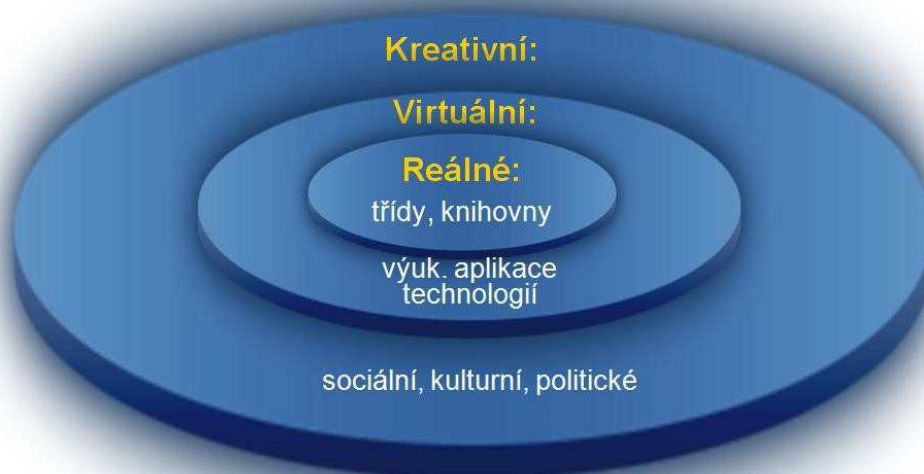 Kreativní:
Virtuální:
Reálné:
třídy, knihovny
výuk. aplikace
technologií
sociální, kulturní, politické